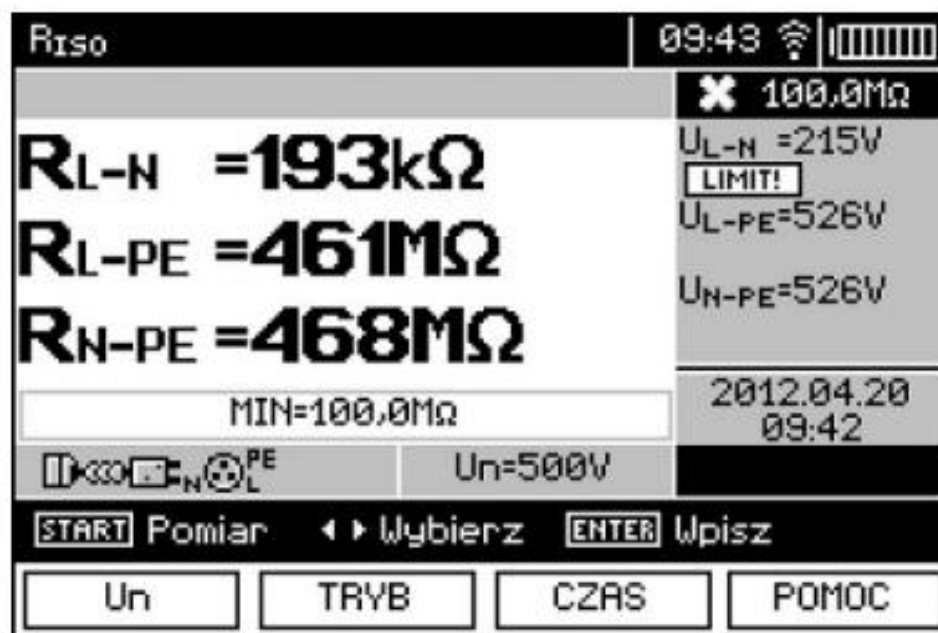 RISO 09:43
100,0MΩ
RL-N =193kΩ
RL-PE =461MΩ
RN-PE =468MΩ
MIN=100,0MΩ
UL-N =215V
LIMIT!
UL-PE=526V
UN-PE=526V
2012.04.20
09:42
N PE L
Un=500V
START Pomiar ◄ ► Wybierz ENTER Wpisz
Un TRYB CZAS POMOC